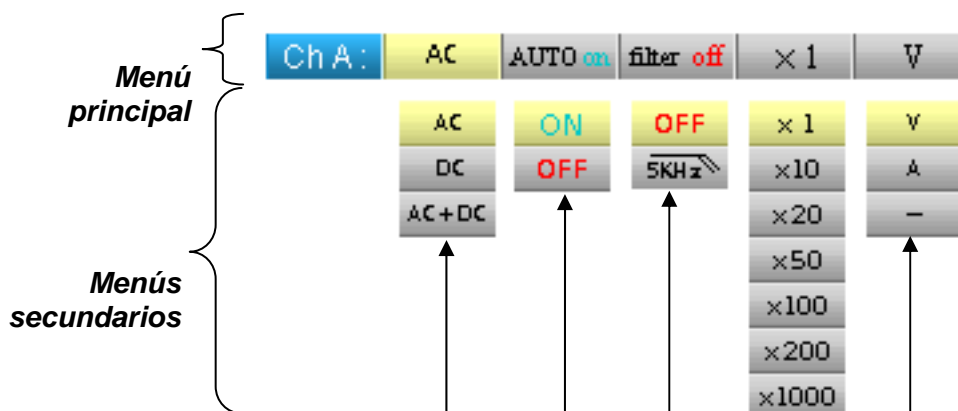 Menú
principal
Ch A : AC AUTO on filter off ×1 V
Menús
secundarios
AC ON OFF ×1 V
DC OFF 5KHz ×10 A
AC+DC ×20 –
×50
×100
×200
×1000